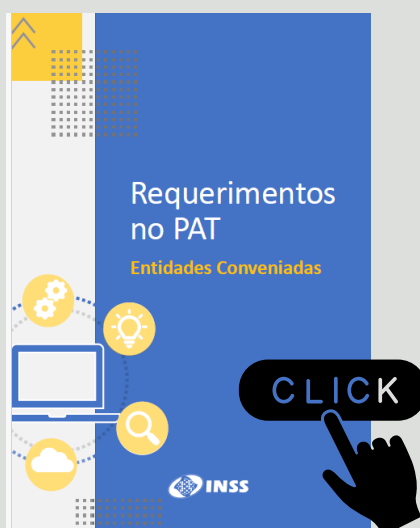 Requerimentos
no PAT
Entidades Conveniadas
CLICK
INSS